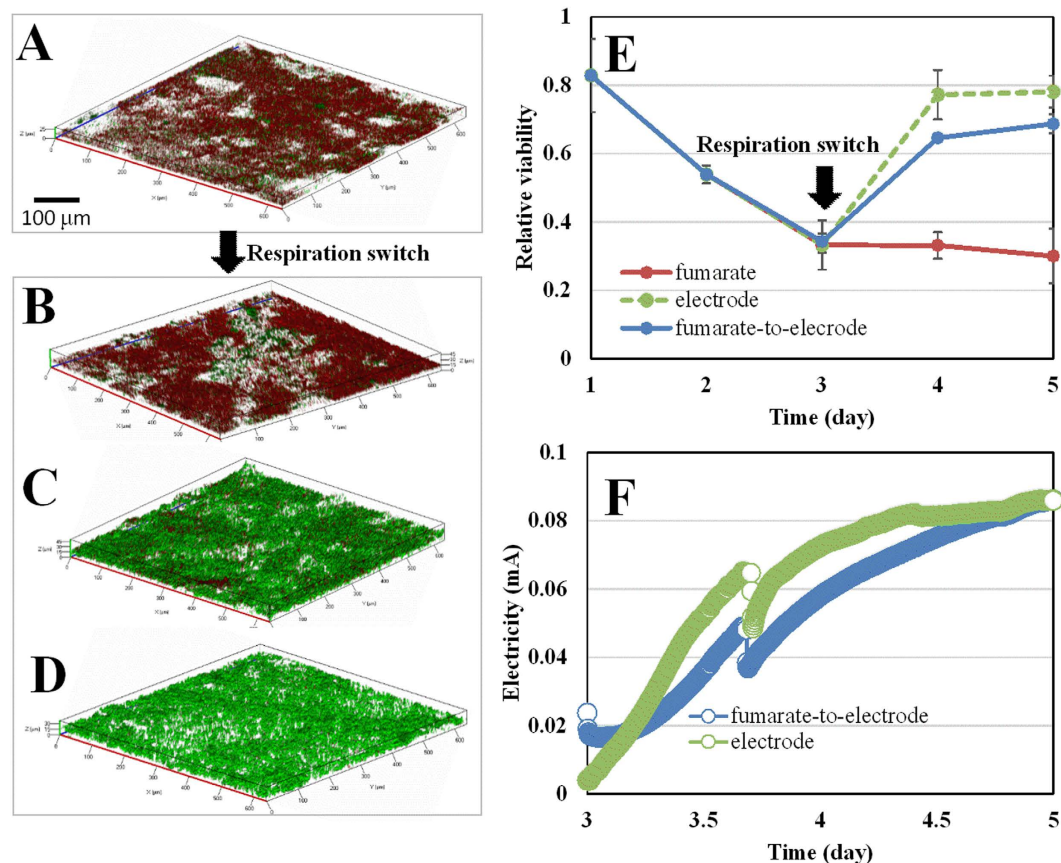 A
100 μm
Respiration switch
B
C
D
E
Relative viability
1
0.8
0.6
0.4
0.2
0
Respiration switch
fumarate
electrode
fumarate-to-elecrode
1 2 3 4 5
Time (day)
F
Electricity (mA)
0.1
0.08
0.06
0.04
0.02
0
fumarate-to-electrode
electrode
3 3.5 4 4.5 5
Time (day)